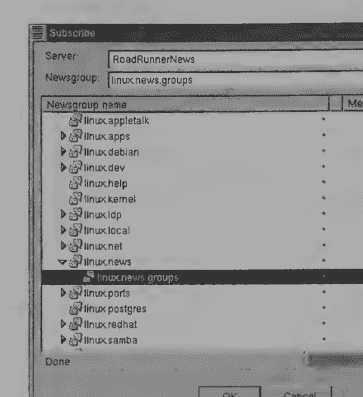 Subscribe
Server: RoadRunnerNews
Newsgroup: linux.news.groups
Newsgroup name Me
linux.appletalk
linux.apps
linux.debian
linux.dev
linux.help
linux.kernel
linux.ldp
linux.local
linux.net
linux.news
linux.news.groups
linux.ports
linux.postgres
linux.redhat
linux.samba
Done
OK Cancel